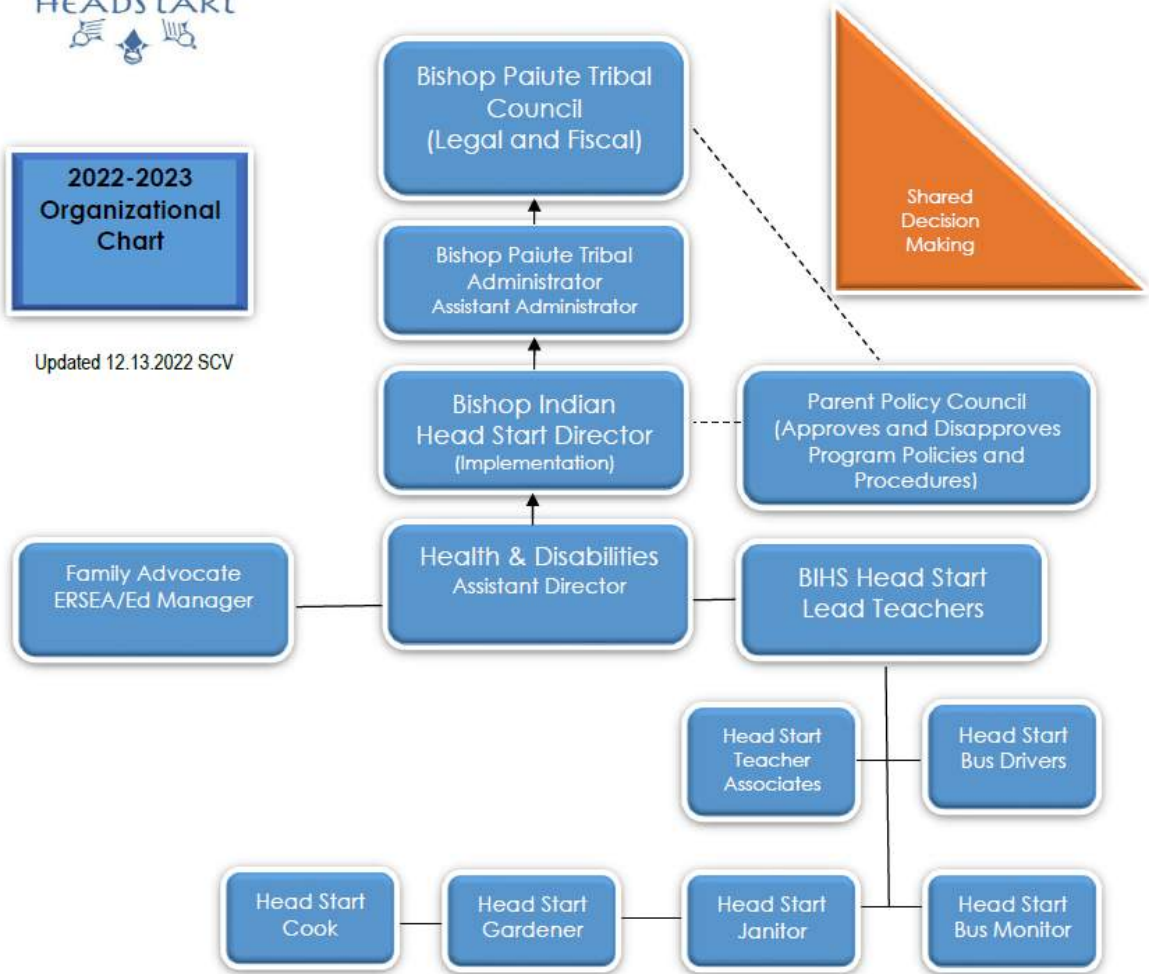 HEADSTART
Bishop Paiute Tribal
Council
(Legal and Fiscal)
2022-2023
Organizational
Chart
Shared
Decision
Making
Bishop Paiute Tribal
Administrator
Assistant Administrator
Updated 12.13.2022 SCV
Bishop Indian
Head Start Director
(Implementation)
Parent Policy Council
(Approves and Disapproves
Program Policies and
Procedures)
Family Advocate
ERSEA/Ed Manager
Health & Disabilities
Assistant Director
BIHS Head Start
Lead Teachers
Head Start
Teacher
Associates
Head Start
Bus Drivers
Head Start
Cook
Head Start
Gardener
Head Start
Janitor
Head Start
Bus Monitor